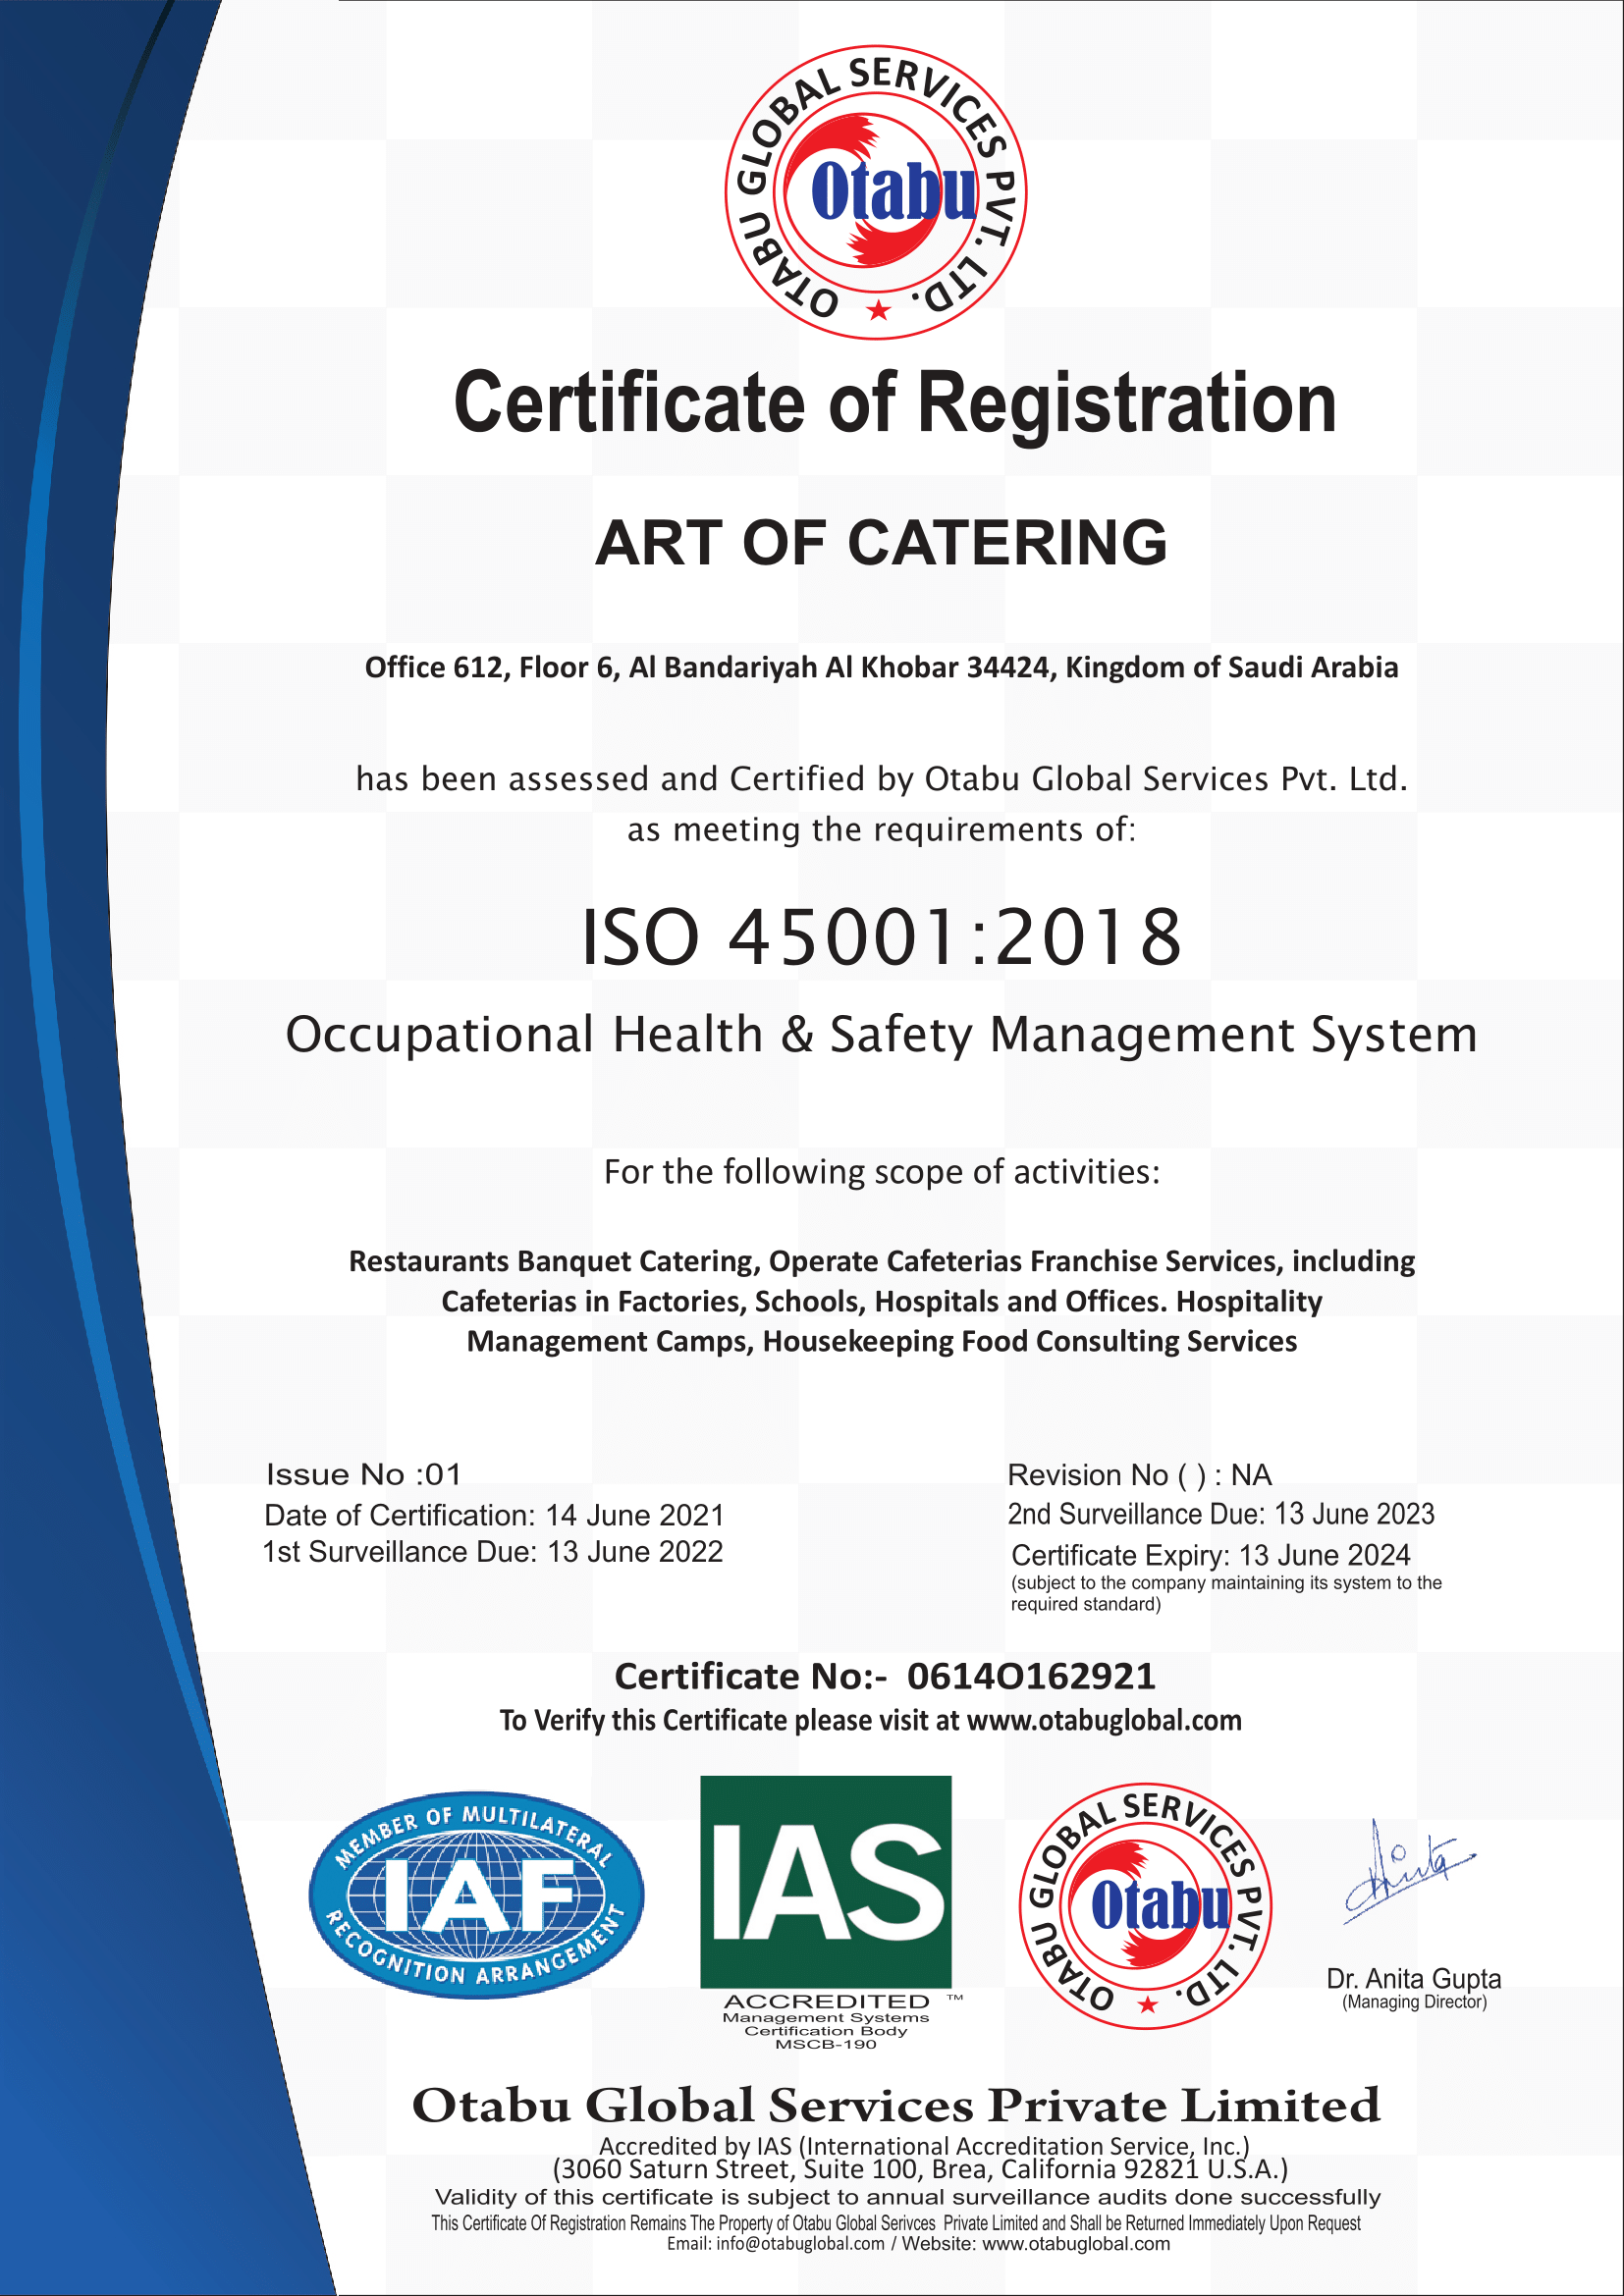 OTABU GLOBAL SERVICES PVT. LTD.
Otabu
Certificate of Registration
ART OF CATERING
Office 612, Floor 6, Al Bandariyah Al Khobar 34424, Kingdom of Saudi Arabia
has been assessed and Certified by Otabu Global Services Pvt. Ltd.
as meeting the requirements of:
ISO 45001:2018
Occupational Health & Safety Management System
For the following scope of activities:
Restaurants Banquet Catering, Operate Cafeterias Franchise Services, including
Cafeterias in Factories, Schools, Hospitals and Offices. Hospitality
Management Camps, Housekeeping Food Consulting Services
Issue No :01
Date of Certification: 14 June 2021
1st Surveillance Due: 13 June 2022
Revision No ( ) : NA
2nd Surveillance Due: 13 June 2023
Certificate Expiry: 13 June 2024
(subject to the company maintaining its system to the
required standard)
Certificate No:- 0614O162921
To Verify this Certificate please visit at www.otabuglobal.com
MEMBER OF MULTILATERAL
IAF
RECOGNITION ARRANGEMENT
IAS
ACCREDITED ™
Management Systems
Certification Body
MSCB-190
OTABU GLOBAL SERVICES PVT. LTD.
Otabu
Anita
Dr. Anita Gupta
(Managing Director)
Otabu Global Services Private Limited
Accredited by IAS (International Accreditation Service, Inc.)
(3060 Saturn Street, Suite 100, Brea, California 92821 U.S.A.)
Validity of this certificate is subject to annual surveillance audits done successfully
This Certificate Of Registration Remains The Property of Otabu Global Serivces Private Limited and Shall be Returned Immediately Upon Request
Email: info@otabuglobal.com / Website: www.otabuglobal.com